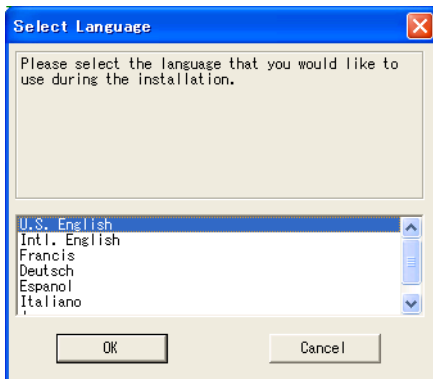 Select Language
Please select the language that you would like to
use during the installation.
U.S. English
Intl. English
Francis
Deutsch
Espanol
Italiano
OK
Cancel